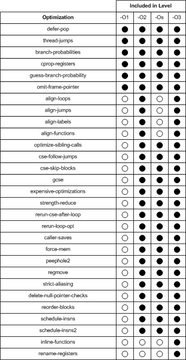 Included in Level
Optimization -O1 -O2 -Os -O3
defer-pop
thread-jumps
branch-probabilities
cprop-registers
guess-branch-probability
omit-frame-pointer
align-loops
align-jumps
align-labels
align-functions
optimize-sibling-calls
cse-follow-jumps
cse-skip-blocks
gcse
expensive-optimizations
strength-reduce
rerun-cse-after-loop
rerun-loop-opt
caller-saves
force-mem
peephole2
regmove
strict-aliasing
delete-null-pointer-checks
reorder-blocks
schedule-insns
schedule-insns2
inline-functions
rename-registers